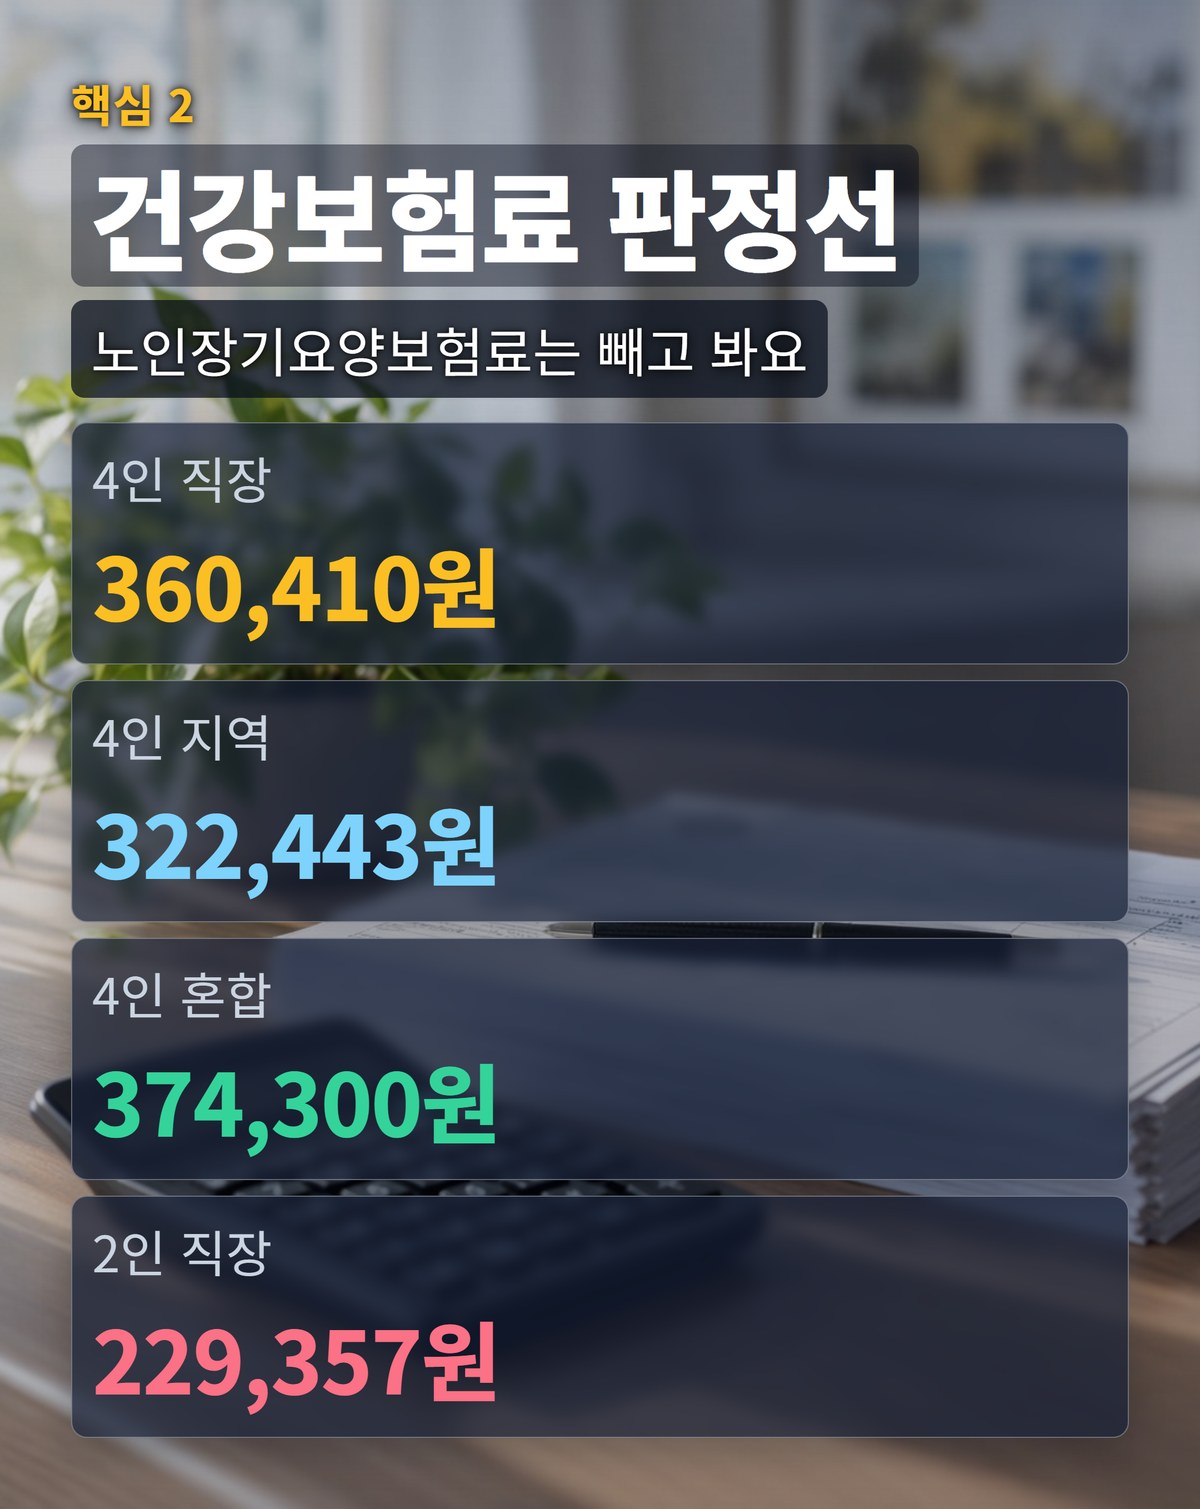 핵심 2
건강보험료 판정선
노인장기요양보험료는 빼고 봐요
4인 직장
360,410원
4인 지역
322,443원
4인 혼합
374,300원
2인 직장
229,357원